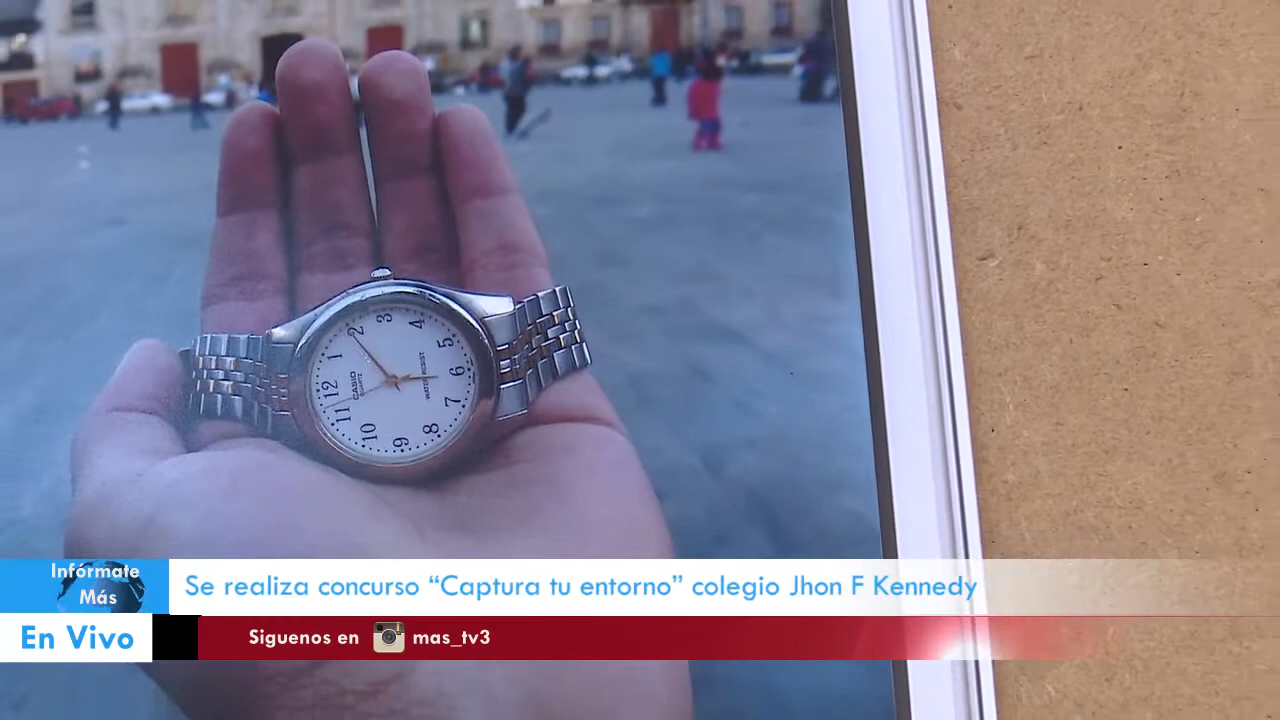 1
2
3
4
5
6
7
8
9
10
11
12
CASIO
QUARTZ
WATER RESIST
Infórmate
Más
Se realiza concurso “Captura tu entorno” colegio Jhon F Kennedy
En Vivo
Siguenos en mas_tv3